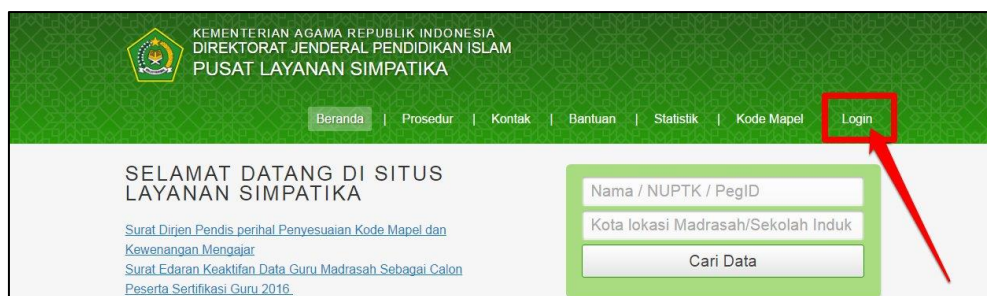 KEMENTERIAN AGAMA REPUBLIK INDONESIA
DIREKTORAT JENDERAL PENDIDIKAN ISLAM
PUSAT LAYANAN SIMPATIKA
Beranda | Prosedur | Kontak | Bantuan | Statistik | Kode Mapel Login
SELAMAT DATANG DI SITUS
LAYANAN SIMPATIKA
Surat Dirjen Pendis perihal Penyesuaian Kode Mapel dan
Kewenangan Mengajar
Surat Edaran Keaktifan Data Guru Madrasah Sebagai Calon
Peserta Sertifikasi Guru 2016
Nama / NUPTK / PegID
Kota lokasi Madrasah/Sekolah Induk
Cari Data